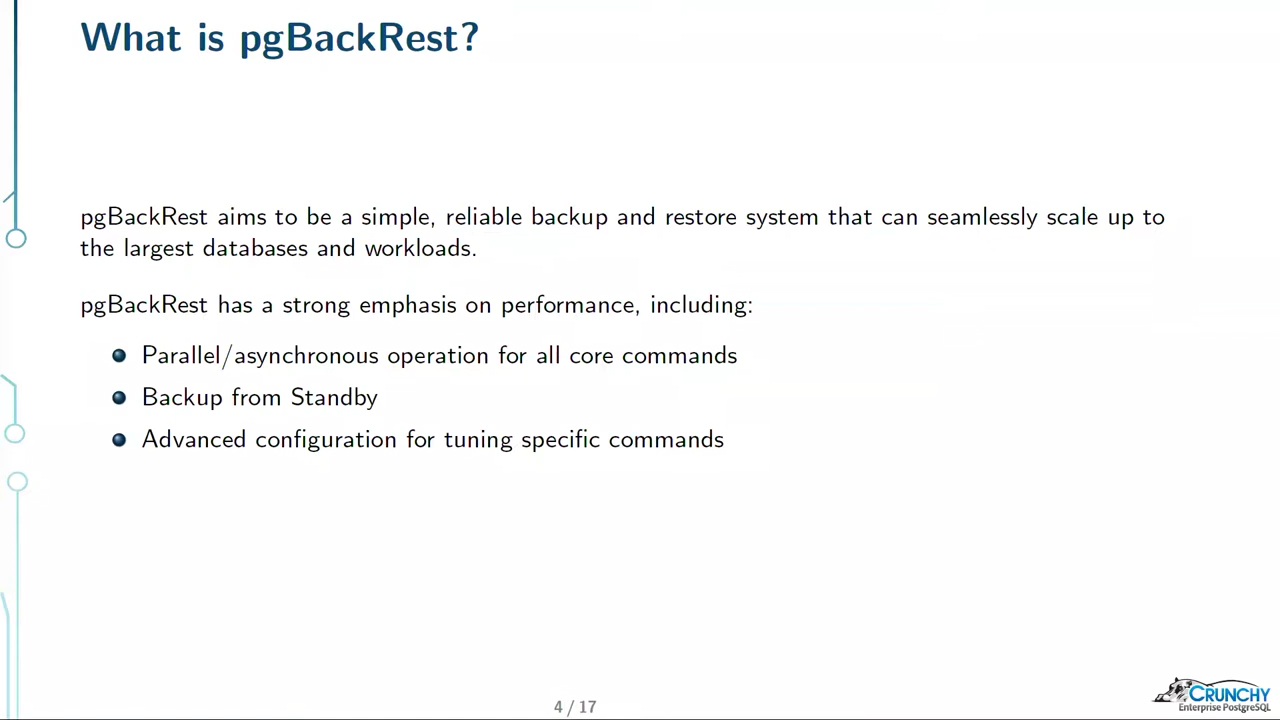 What is pgBackRest?
pgBackRest aims to be a simple, reliable backup and restore system that can seamlessly scale up to
the largest databases and workloads.
pgBackRest has a strong emphasis on performance, including:
Parallel/asynchronous operation for all core commands
Backup from Standby
Advanced configuration for tuning specific commands
4 / 17
CRUNCHY
Enterprise PostgreSQL